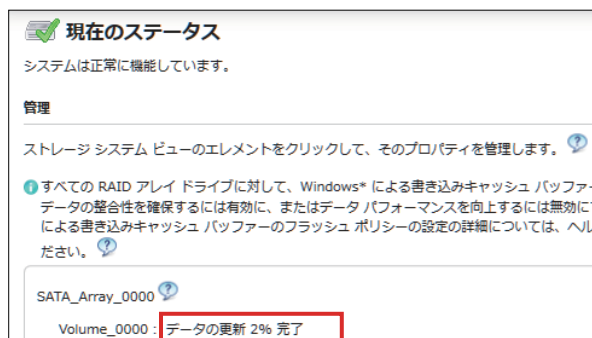 現在のステータス
システムは正常に機能しています。
管理
ストレージ システム ビューのエレメントをクリックして、そのプロパティを管理します。
すべての RAID アレイ ドライブに対して、Windows* による書き込みキャッシュ バッファー
データの整合性を確保するには有効に、またはデータ パフォーマンスを向上するには無効に
による書き込みキャッシュ バッファーのフラッシュ ポリシーの設定の詳細については、ヘル
ださい。
SATA_Array_0000
Volume_0000 : データの更新 2% 完了